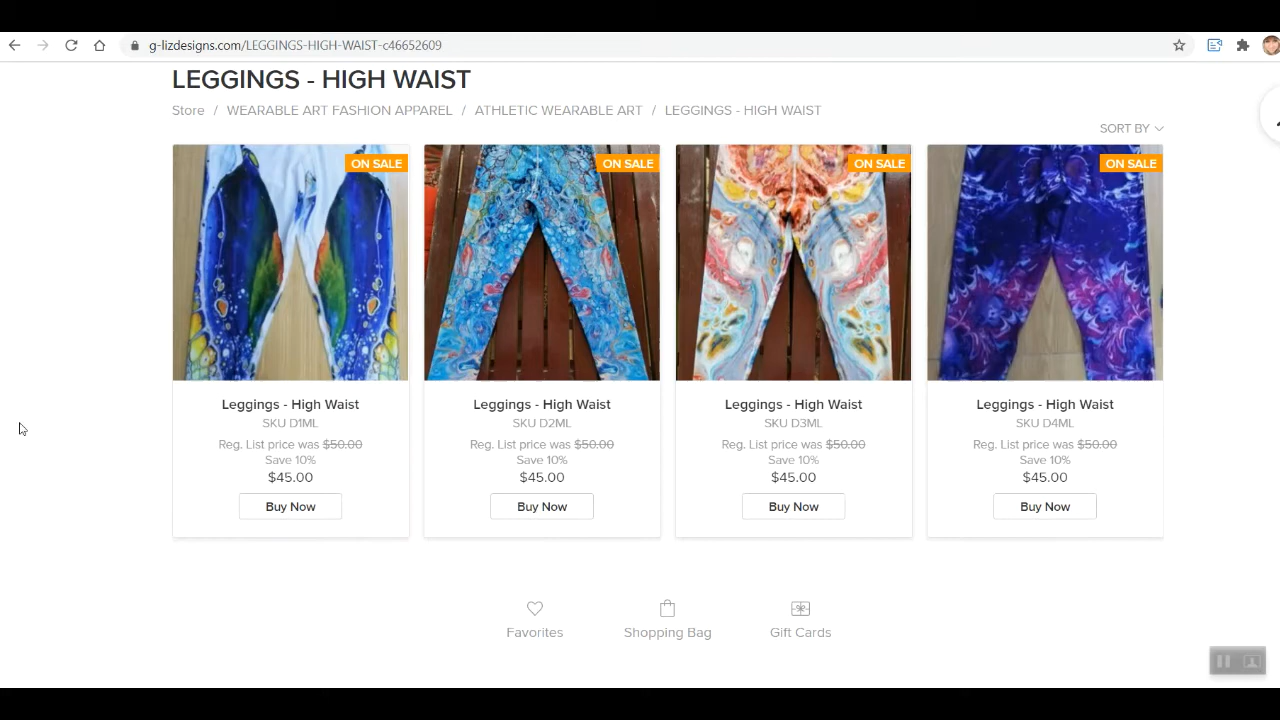 g-lizdesigns.com/LEGGINGS-HIGH-WAIST-c46652609
LEGGINGS - HIGH WAIST
Store / WEARABLE ART FASHION APPAREL / ATHLETIC WEARABLE ART / LEGGINGS - HIGH WAIST
SORT BY
ON SALE
ON SALE
ON SALE
ON SALE
Leggings - High Waist
SKU D1ML
Reg. List price was $50.00
Save 10%
$45.00
Buy Now
Leggings - High Waist
SKU D2ML
Reg. List price was $50.00
Save 10%
$45.00
Buy Now
Leggings - High Waist
SKU D3ML
Reg. List price was $50.00
Save 10%
$45.00
Buy Now
Leggings - High Waist
SKU D4ML
Reg. List price was $50.00
Save 10%
$45.00
Buy Now
Favorites
Shopping Bag
Gift Cards